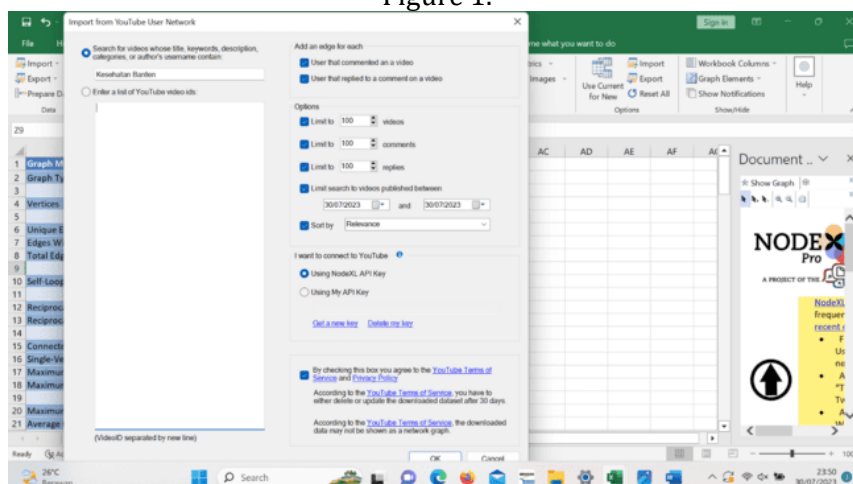 Figure 1.
Import from YouTube User Network
Sign in
File
me what you want to do
Search for videos whose title, keywords, description,
categories, or author's username contain:
Kesehatan Banten
Enter a list of YouTube video ids:
(VideoID separated by new line)
Add an edge for each
User that commented an a video
User that replied to a comment on a video
Options
Limit to 100 videos
Limit to 100 comments
Limit to 100 replies
Limit search to videos published between
30/07/2023 and 30/07/2023
Sort by Relevance
I want to connect to YouTube
Using NodeXL API Key
Using My API Key
Get a new key Delete my key
By checking this box you agree to the YouTube Terms of
Service and Privacy Policy
According to the YouTube Terms of Service, you have to
either delete or update the downloaded dataset after 30 days.
According to the YouTube Terms of Service, the downloaded
data may not be shown as a network graph.
OK Cancel
Import
Export
Prepare D
Data
Images
Use Current
for New
Import
Export
Reset All
Options
Workbook Columns
Graph Elements
Show Notifications
Show/Hide
Help
Z9
AC AD AE AF
1 Graph M
2 Graph Ty
3
4 Vertices
5
6 Unique E
7 Edges Wi
8 Total Edg
9
10 Self-Loop
11
12 Reciproc
13 Reciproc
14
15 Connecte
16 Single-Ve
17 Maximum
18 Maximum
19
20 Maximum
21 Average
Document ..
Show Graph
NODEX
Pro
A PROJECT OF THE
NodeXL
frequen
recent
Ready
100
26°C
Berawan
Search
23:50
30/07/2023